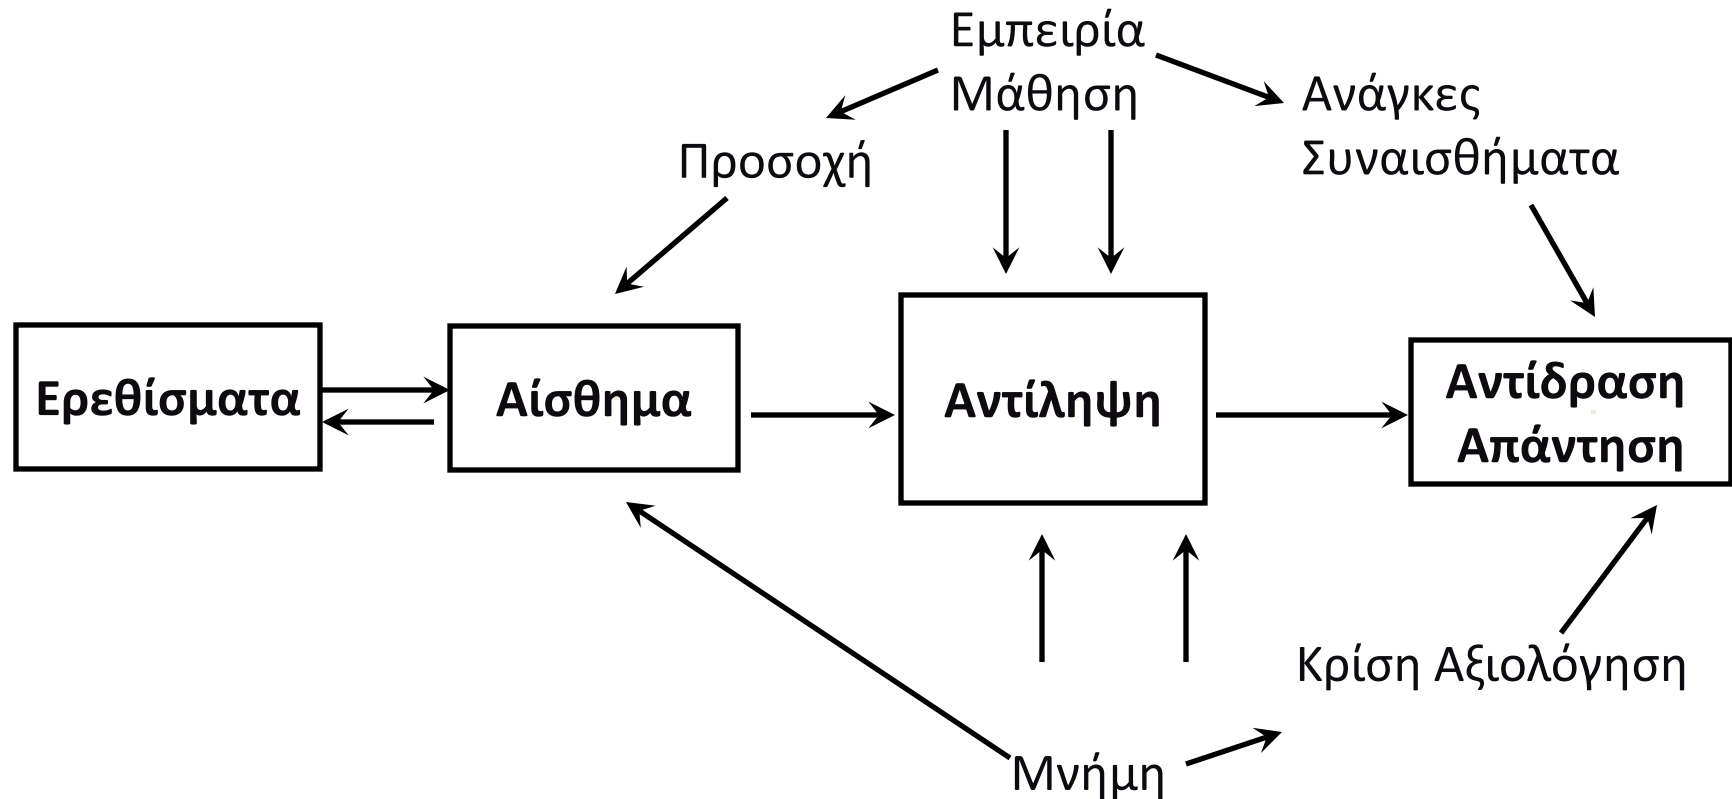 Εμπειρία
Μάθηση
Ανάγκες
Συναισθήματα
Προσοχή
Ερεθίσματα
Αίσθημα
Αντίληψη
Αντίδραση
Απάντηση
Κρίση Αξιολόγηση
Μνήμη